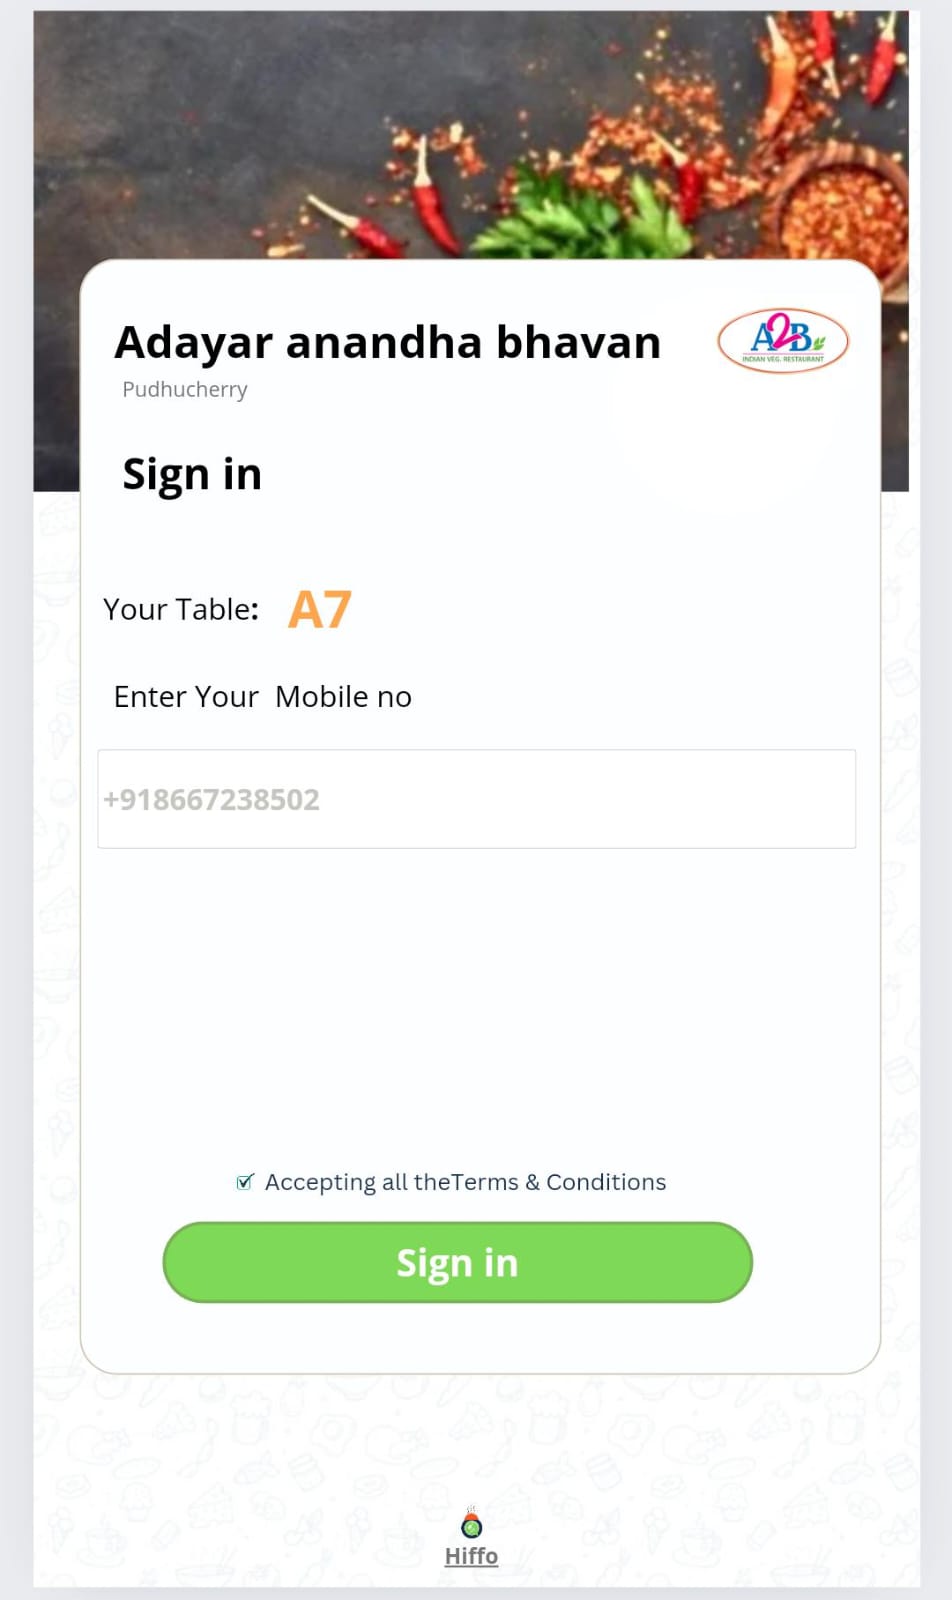 Adayar anandha bhavan
A2B
INDIAN VEG. RESTAURANT
Pudhucherry
Sign in
Your Table: A7
Enter Your Mobile no
+918667238502
Accepting all theTerms & Conditions
Sign in
Hiffo